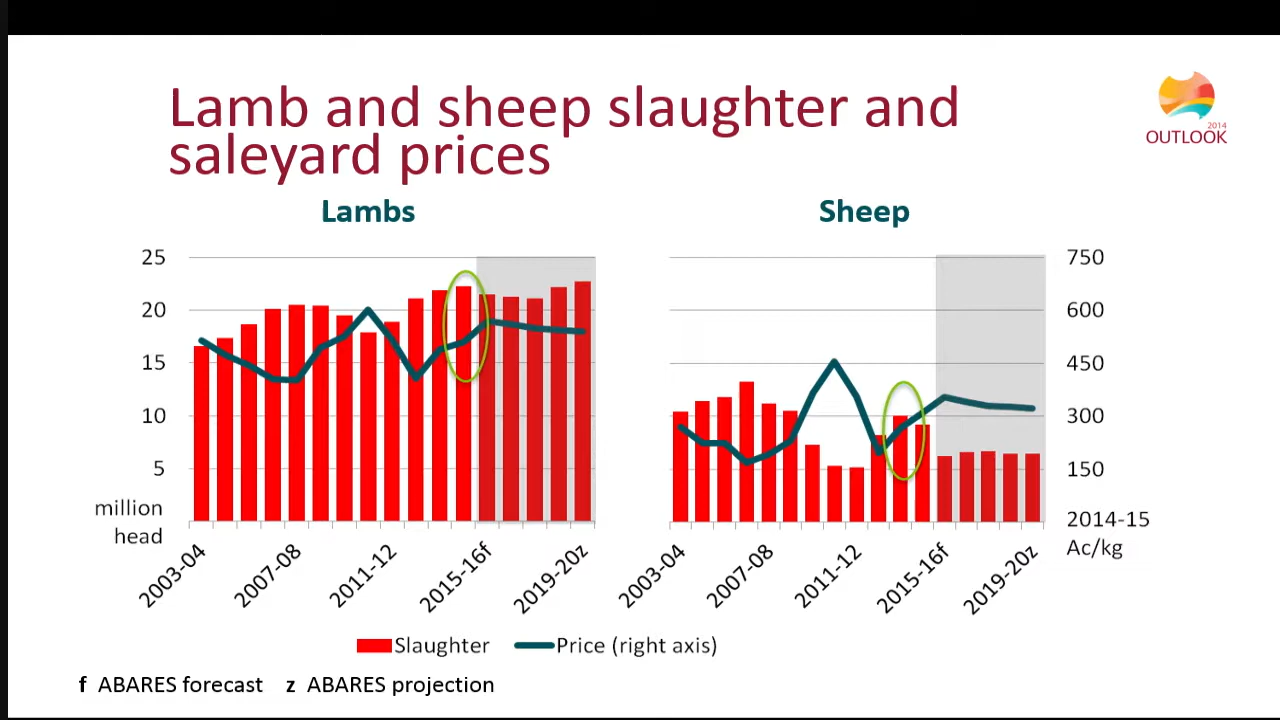 Lamb and sheep slaughter and
saleyard prices
2014
OUTLOOK
Lambs
Sheep
25
20
15
10
5
million
head
750
600
450
300
150
2014-15
Ac/kg
2003-04
2007-08
2011-12
2015-16f
2019-20z
2003-04
2007-08
2011-12
2015-16f
2019-20z
Slaughter
Price (right axis)
f ABARES forecast z ABARES projection